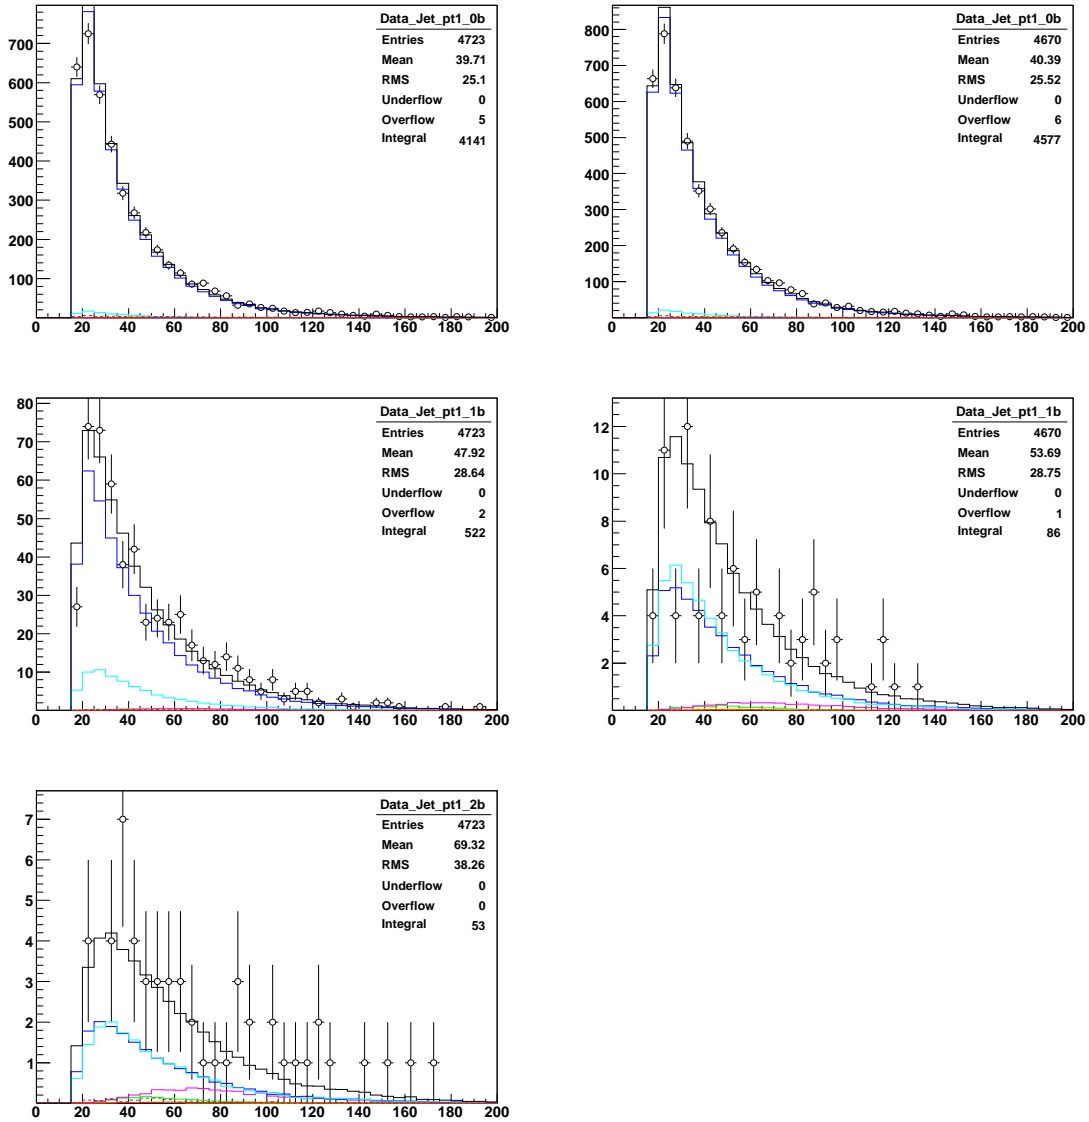 Data_Jet_pt1_0b
Entries 4723
Mean 39.71
RMS 25.1
Underflow 0
Overflow 5
Integral 4141
700
600
500
400
300
200
100
0 20 40 60 80 100 120 140 160 180 200
Data_Jet_pt1_0b
Entries 4670
Mean 40.39
RMS 25.52
Underflow 0
Overflow 6
Integral 4577
800
700
600
500
400
300
200
100
0 20 40 60 80 100 120 140 160 180 200
Data_Jet_pt1_1b
Entries 4723
Mean 47.92
RMS 28.64
Underflow 0
Overflow 2
Integral 522
80
70
60
50
40
30
20
10
0 20 40 60 80 100 120 140 160 180 200
Data_Jet_pt1_1b
Entries 4670
Mean 53.69
RMS 28.75
Underflow 0
Overflow 1
Integral 86
12
10
8
6
4
2
0 20 40 60 80 100 120 140 160 180 200
Data_Jet_pt1_2b
Entries 4723
Mean 69.32
RMS 38.26
Underflow 0
Overflow 0
Integral 53
7
6
5
4
3
2
1
0 20 40 60 80 100 120 140 160 180 200